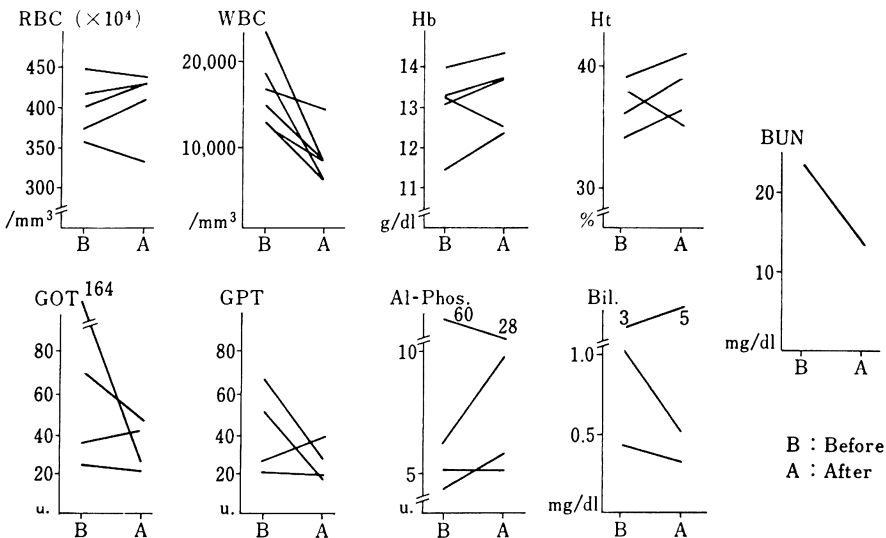 RBC (×10⁴)
450
400
350
300
/mm³
B A
WBC
20,000
10,000
/mm³
B A
Hb
14
13
12
11
g/dl
B A
Ht
40
30
%
B A
BUN
20
10
mg/dl
B A
GOT 164
80
60
40
20
u.
B A
GPT
80
60
40
20
u.
B A
Al-Phos.
60
28
10
5
u.
B A
Bil.
3 5
1.0
0.5
mg/dl
B A
B : Before
A : After